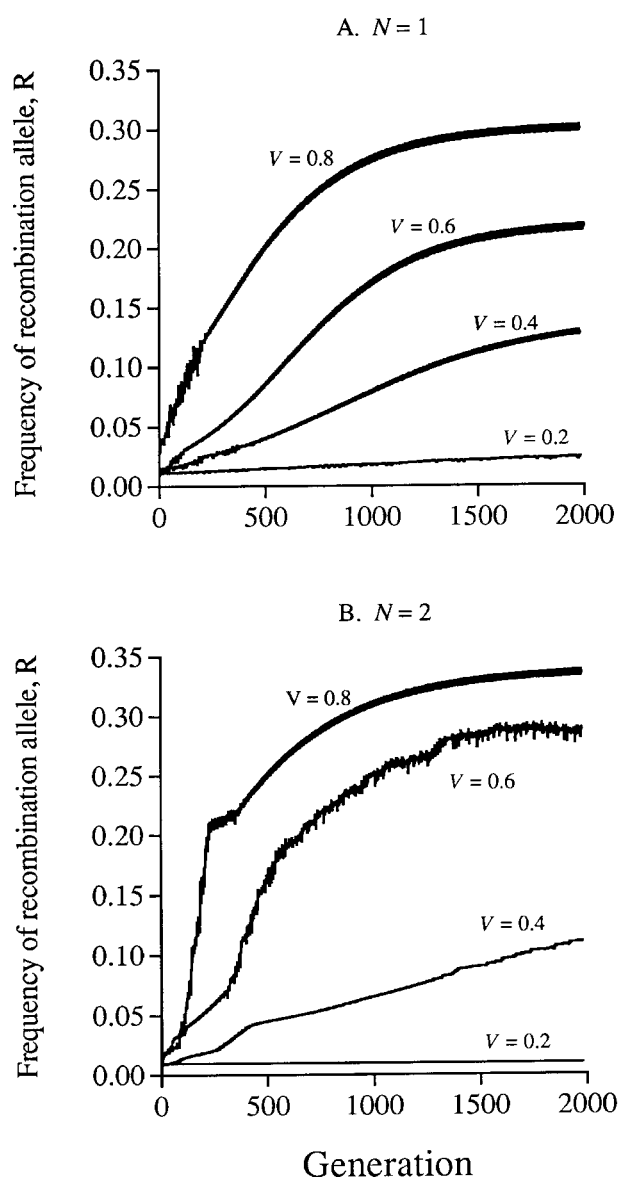 A. N = 1
Frequency of recombination allele, R
0.35
0.30
0.25
0.20
0.15
0.10
0.05
0.00
V = 0.8
V = 0.6
V = 0.4
V = 0.2
0 500 1000 1500 2000
B. N = 2
Frequency of recombination allele, R
0.35
0.30
0.25
0.20
0.15
0.10
0.05
0.00
V = 0.8
V = 0.6
V = 0.4
V = 0.2
0 500 1000 1500 2000
Generation